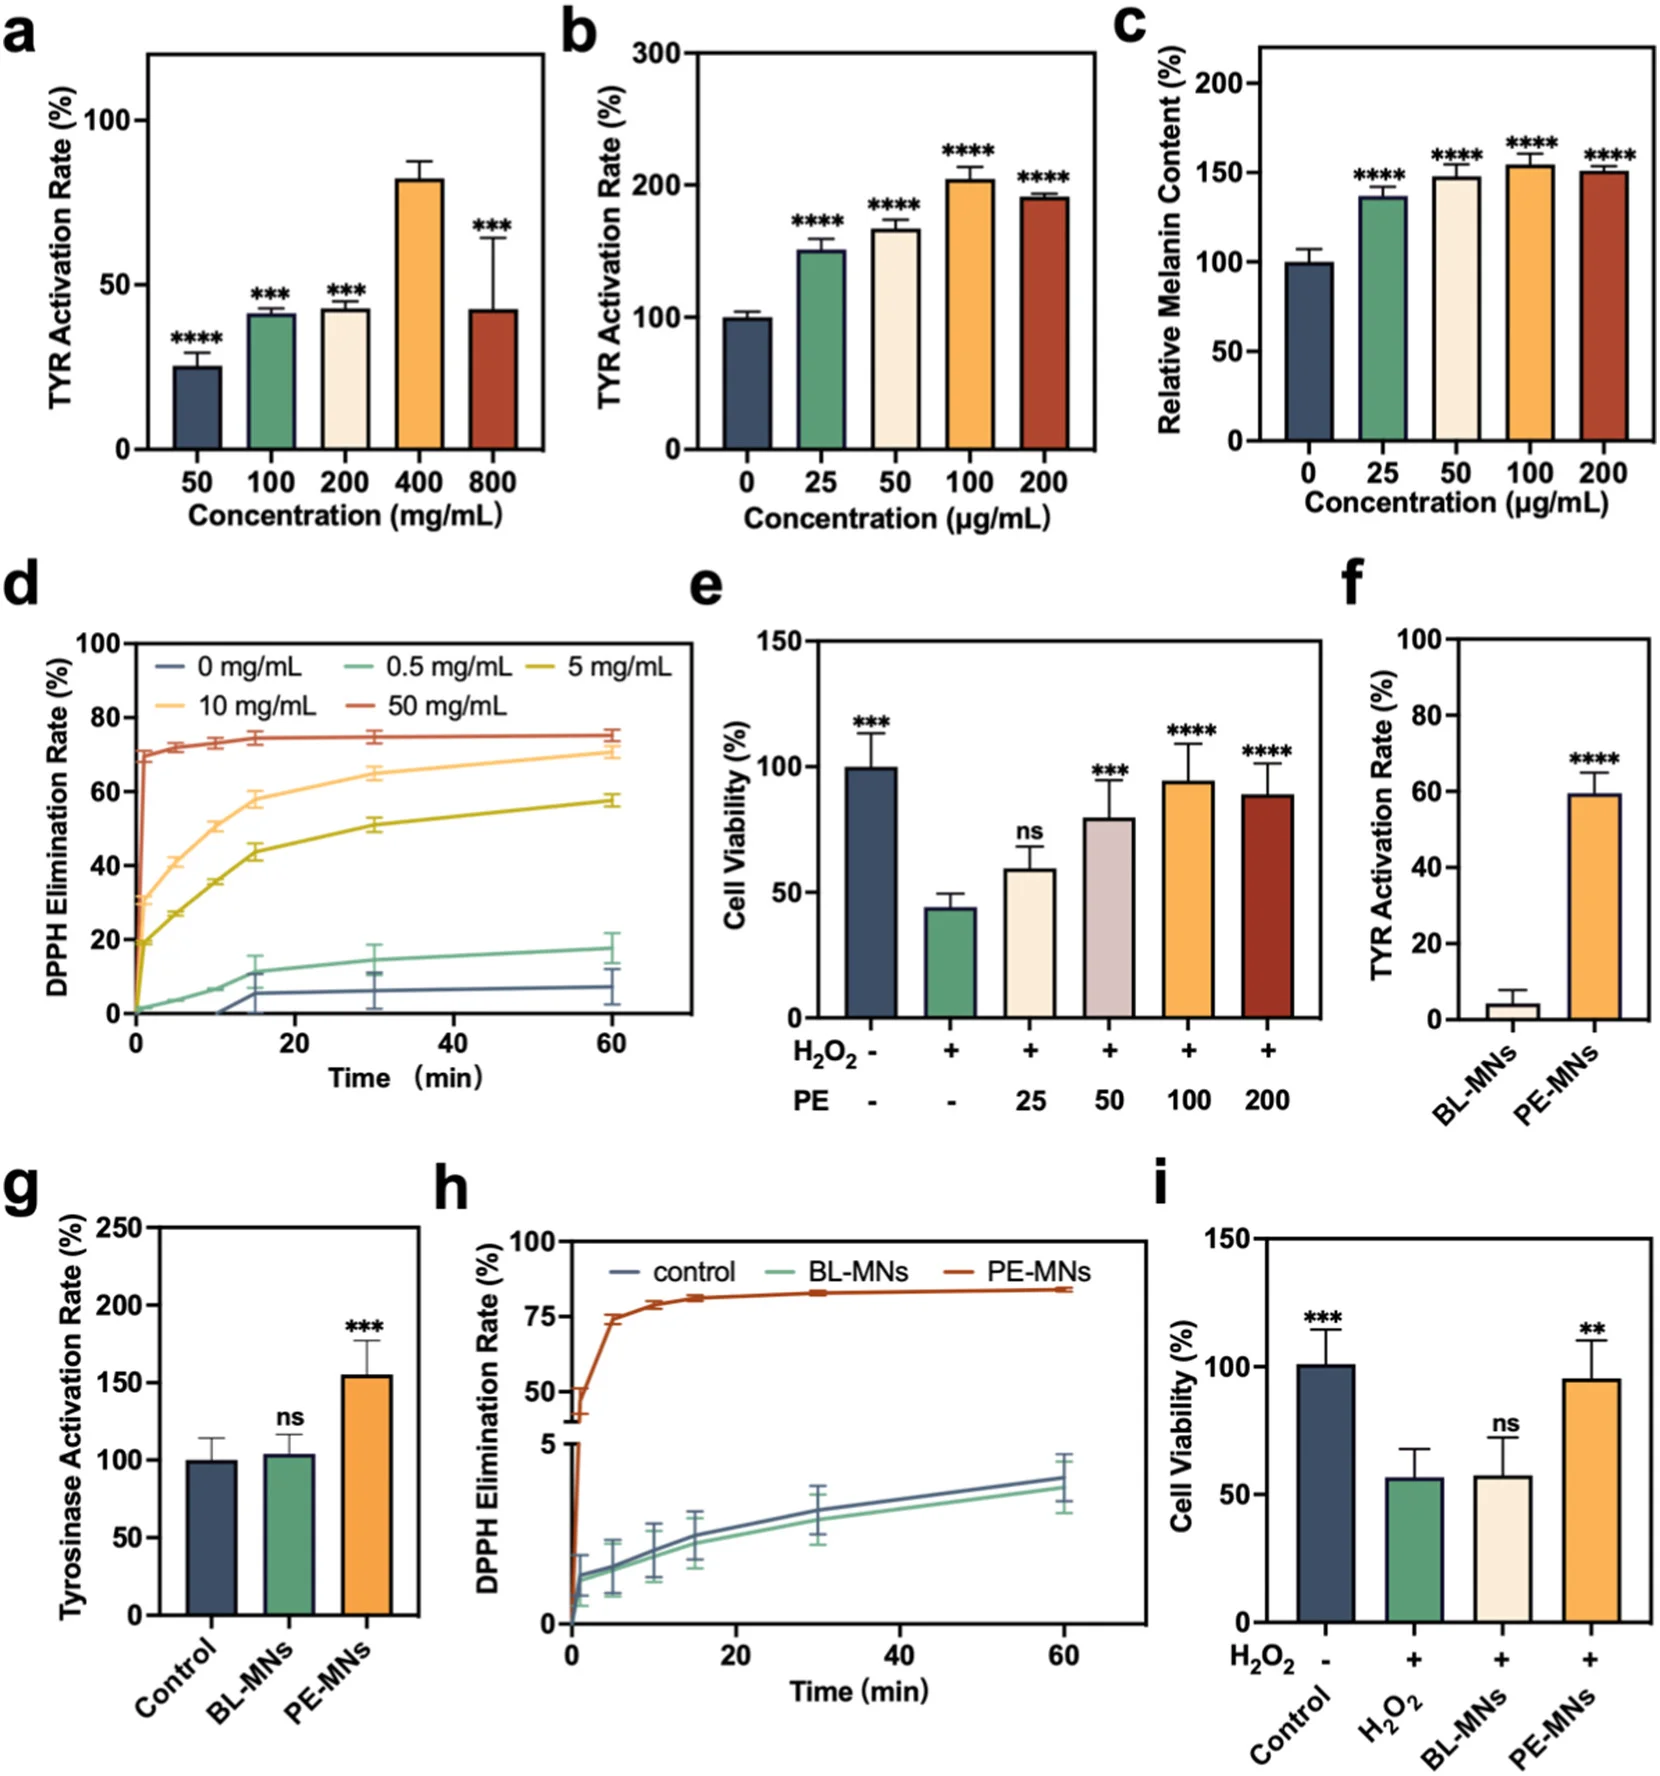 a
TYR Activation Rate (%)
100
50
0
****
***
***
***
50 100 200 400 800
Concentration (mg/mL)
b
TYR Activation Rate (%)
300
200
100
0
****
****
****
****
0 25 50 100 200
Concentration (µg/mL)
c
Relative Melanin Content (%)
200
150
100
50
0
****
****
****
****
0 25 50 100 200
Concentration (µg/mL)
d
DPPH Elimination Rate (%)
100
80
60
40
20
0
0 mg/mL 0.5 mg/mL 5 mg/mL
10 mg/mL 50 mg/mL
0 20 40 60
Time (min)
e
Cell Viability (%)
150
100
50
0
***
ns
***
****
****
H₂O₂ - + + + + +
PE - - 25 50 100 200
f
TYR Activation Rate (%)
100
80
60
40
20
0
****
BL-MNs
PE-MNs
g
Tyrosinase Activation Rate (%)
250
200
150
100
50
0
ns
***
Control
BL-MNs
PE-MNs
h
DPPH Elimination Rate (%)
100
75
50
5
0
control BL-MNs PE-MNs
0 20 40 60
Time (min)
i
Cell Viability (%)
150
100
50
0
***
ns
**
H₂O₂ - + + +
Control
H₂O₂
BL-MNs
PE-MNs